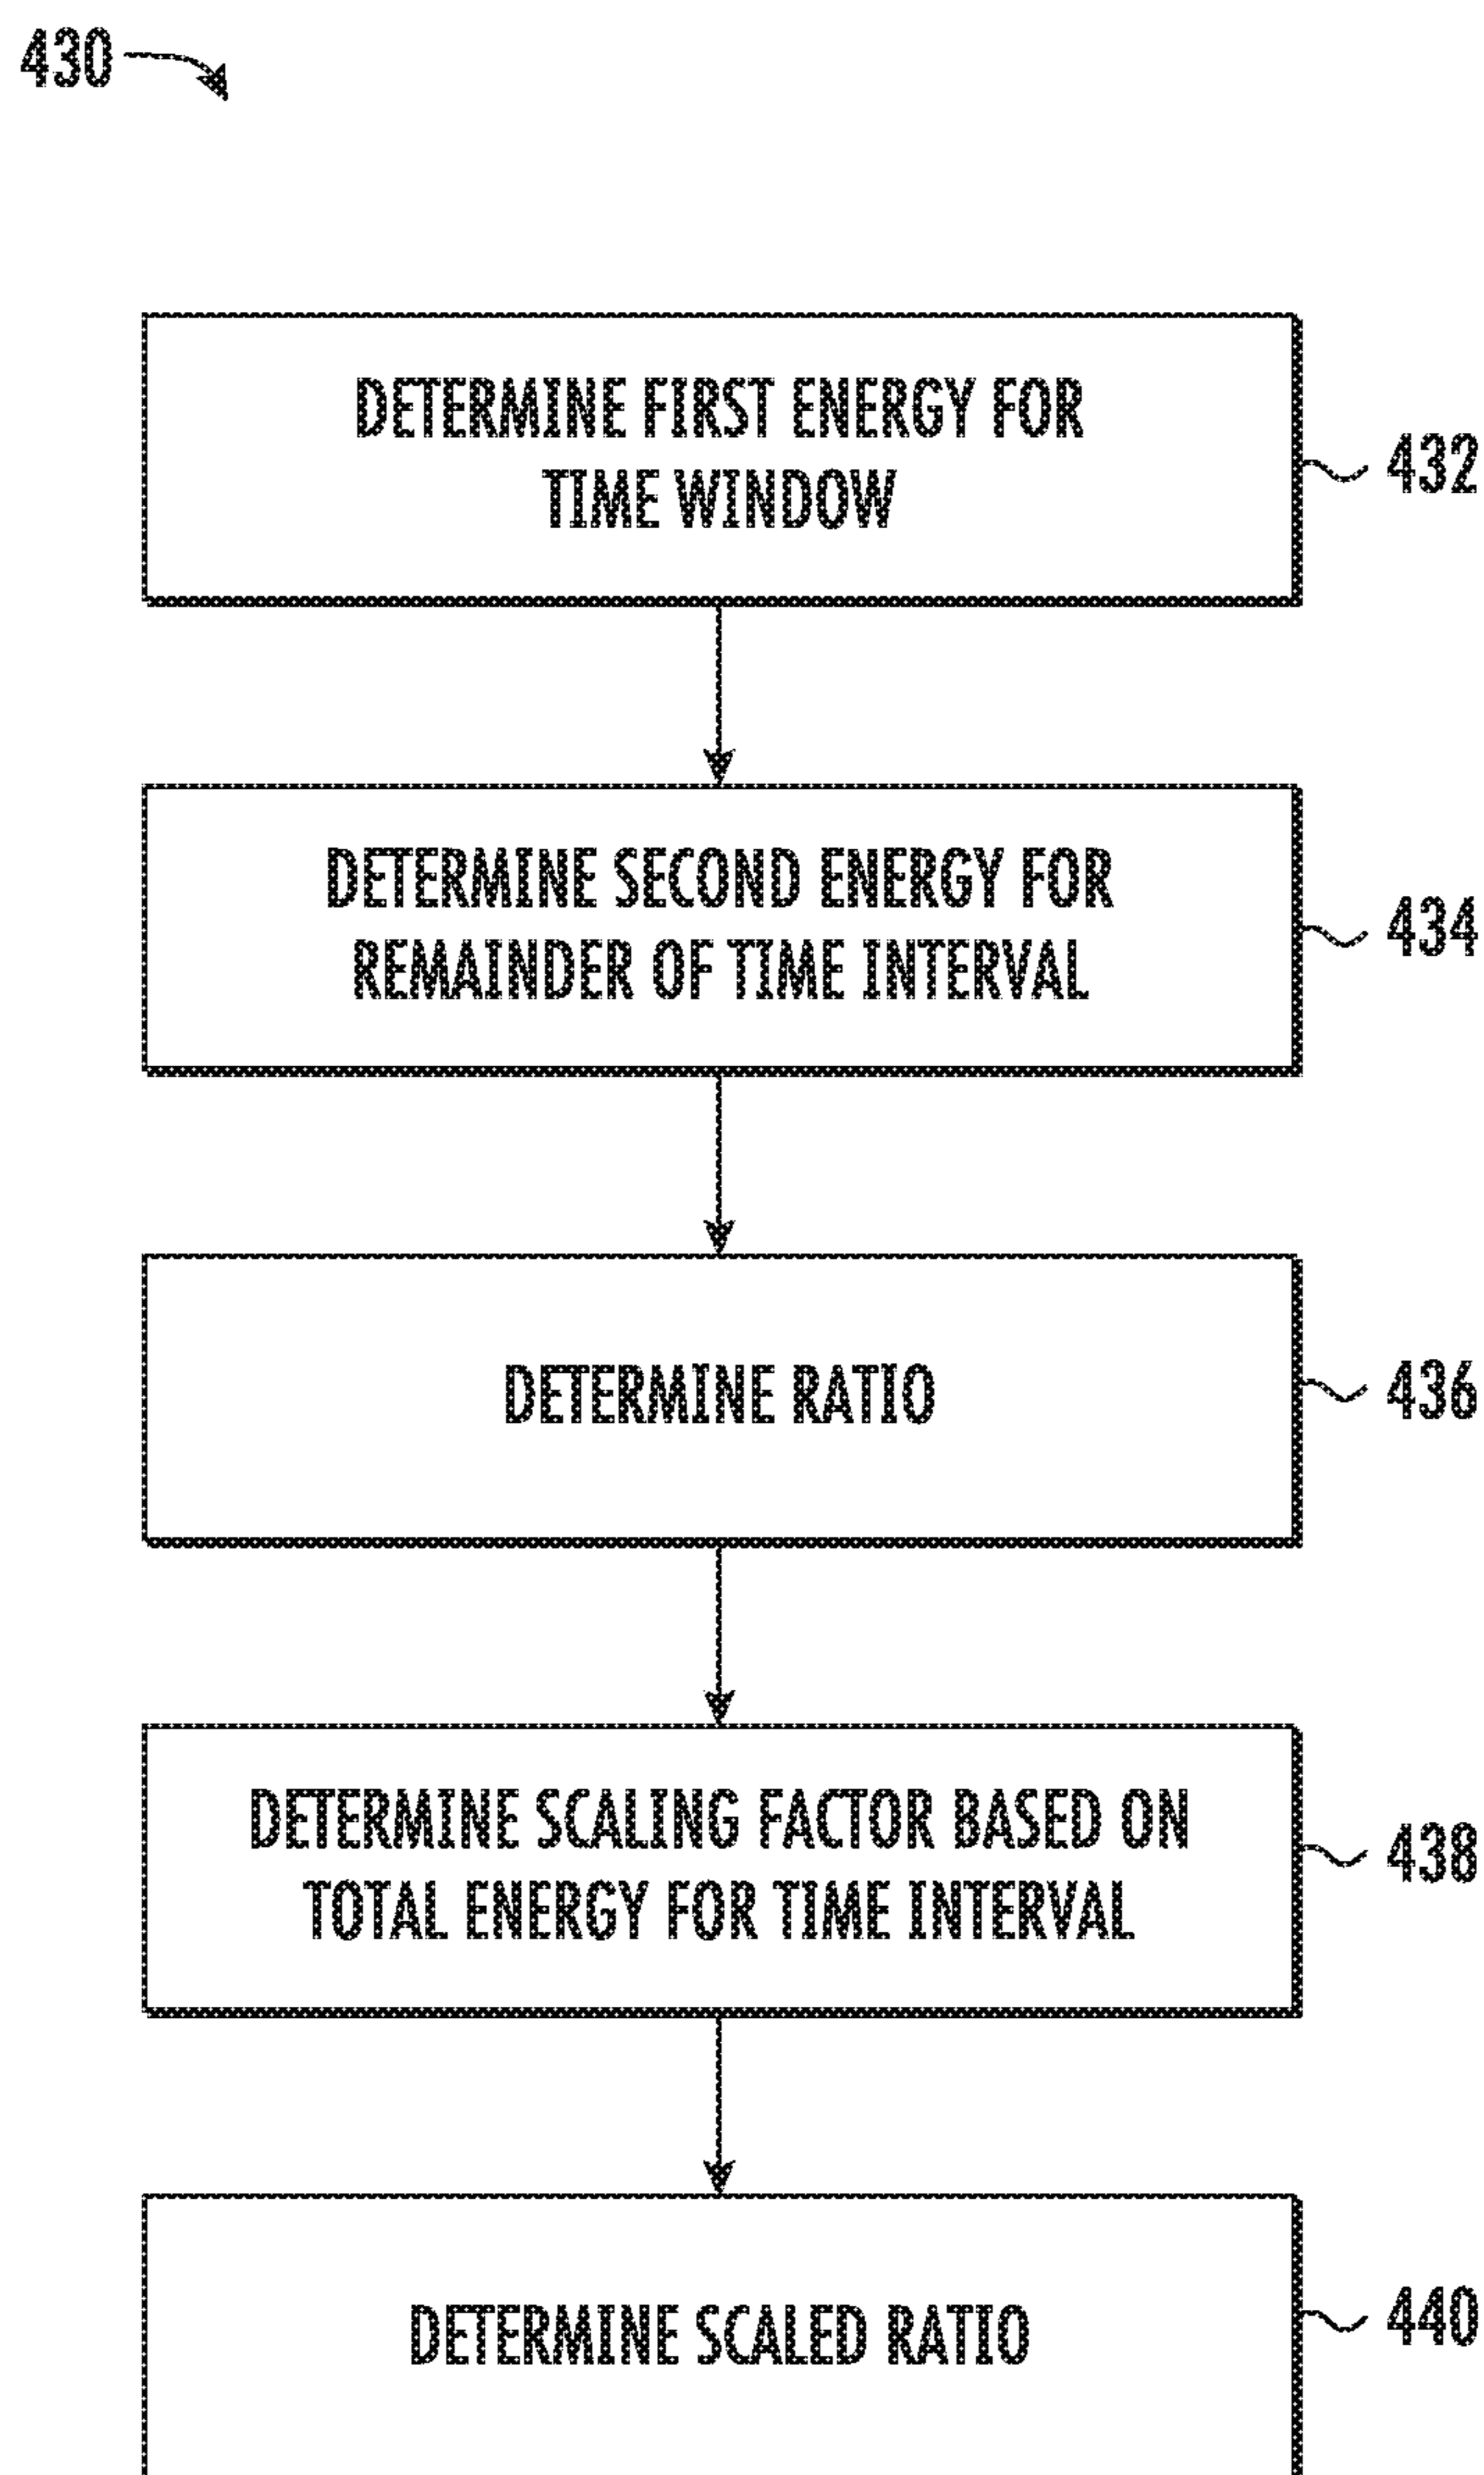 430
DETERMINE FIRST ENERGY FOR
TIME WINDOW
432
DETERMINE SECOND ENERGY FOR
REMAINDER OF TIME INTERVAL
434
DETERMINE RATIO
436
DETERMINE SCALING FACTOR BASED ON
TOTAL ENERGY FOR TIME INTERVAL
438
DETERMINE SCALED RATIO
440